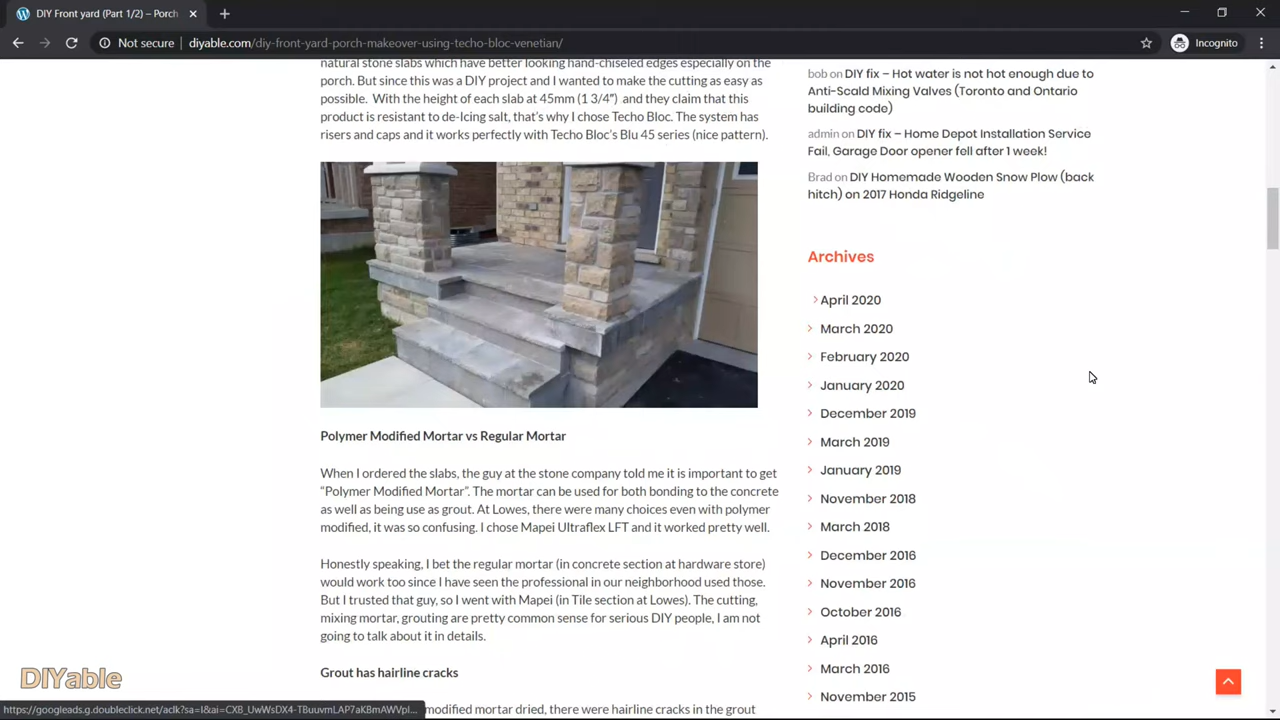 DIY Front yard (Part 1/2) – Porch
Not secure
diyable.com/diy-front-yard-porch-makeover-using-techo-bloc-venetian/
Incognito
natural stone slabs which have better looking hand-chiseled edges especially on the
porch. But since this was a DIY project and I wanted to make the cutting as easy as
possible. With the height of each slab at 45mm (1 3/4″) and they claim that this
product is resistant to de-Icing salt, that's why I chose Techo Bloc. The system has
risers and caps and it works perfectly with Techo Bloc's Blu 45 series (nice pattern).
Polymer Modified Mortar vs Regular Mortar
When I ordered the slabs, the guy at the stone company told me it is important to get
“Polymer Modified Mortar”. The mortar can be used for both bonding to the concrete
as well as being use as grout. At Lowes, there were many choices even with polymer
modified, it was so confusing. I chose Mapei Ultraflex LFT and it worked pretty well.
Honestly speaking, I bet the regular mortar (in concrete section at hardware store)
would work too since I have seen the professional in our neighborhood used those.
But I trusted that guy, so I went with Mapei (in Tile section at Lowes). The cutting,
mixing mortar, grouting are pretty common sense for serious DIY people, I am not
going to talk about it in details.
Grout has hairline cracks
modified mortar dried, there were hairline cracks in the grout
bob on DIY fix – Hot water is not hot enough due to
Anti-Scald Mixing Valves (Toronto and Ontario
building code)
admin on DIY fix – Home Depot Installation Service
Fail, Garage Door opener fell after 1 week!
Brad on DIY Homemade Wooden Snow Plow (back
hitch) on 2017 Honda Ridgeline
Archives
April 2020
March 2020
February 2020
January 2020
December 2019
March 2019
January 2019
November 2018
March 2018
December 2016
November 2016
October 2016
April 2016
March 2016
November 2015
DIYable
https://googleads.g.doubleclick.net/aclk?sa=l&ai=CXB_UwWsDX4-TBuuvmLAP7aKBmAWVpl...